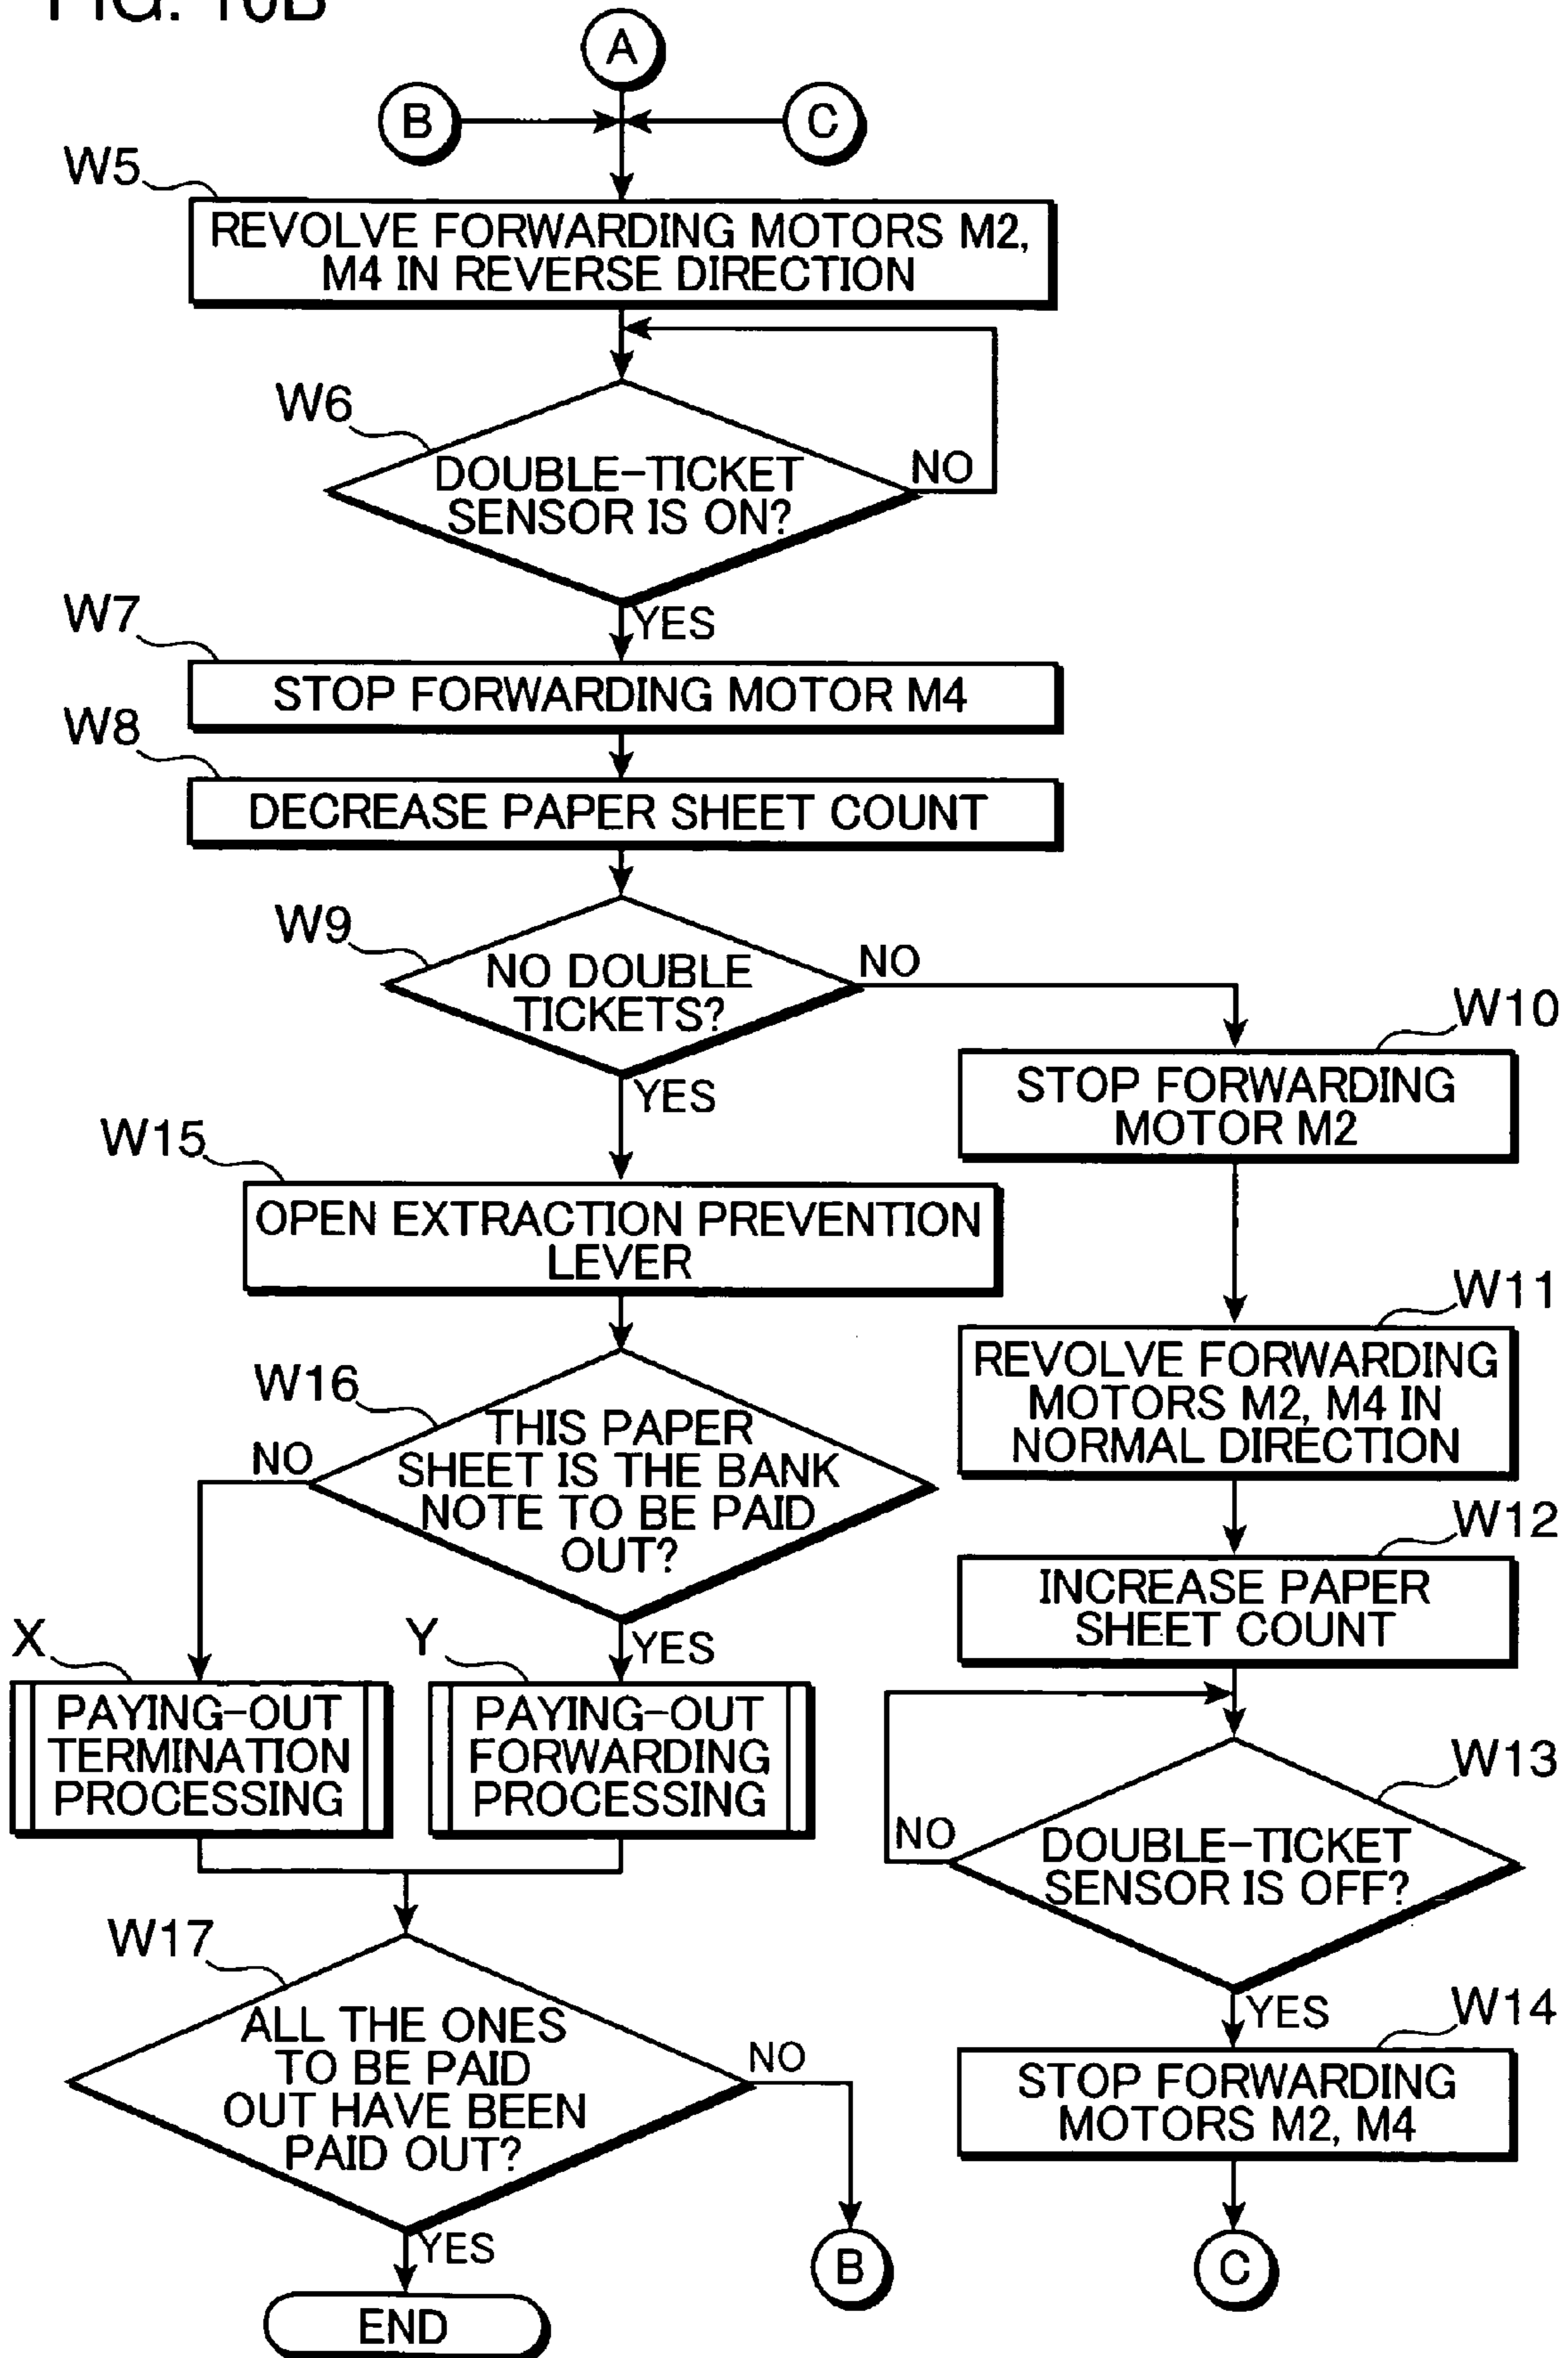 FIG. 10B
A
B
C
W5
REVOLVE FORWARDING MOTORS M2,
M4 IN REVERSE DIRECTION
W6
DOUBLE-TICKET
SENSOR IS ON?
NO
YES
W7
STOP FORWARDING MOTOR M4
W8
DECREASE PAPER SHEET COUNT
W9
NO DOUBLE
TICKETS?
NO
YES
W10
STOP FORWARDING
MOTOR M2
W15
OPEN EXTRACTION PREVENTION
LEVER
W11
REVOLVE FORWARDING
MOTORS M2, M4 IN
NORMAL DIRECTION
W16
THIS PAPER
SHEET IS THE BANK
NOTE TO BE PAID
OUT?
NO
YES
W12
INCREASE PAPER
SHEET COUNT
X
PAYING-OUT
TERMINATION
PROCESSING
Y
PAYING-OUT
FORWARDING
PROCESSING
W13
DOUBLE-TICKET
SENSOR IS OFF?
NO
YES
W17
ALL THE ONES
TO BE PAID
OUT HAVE BEEN
PAID OUT?
NO
YES
W14
STOP FORWARDING
MOTORS M2, M4
B
C
END